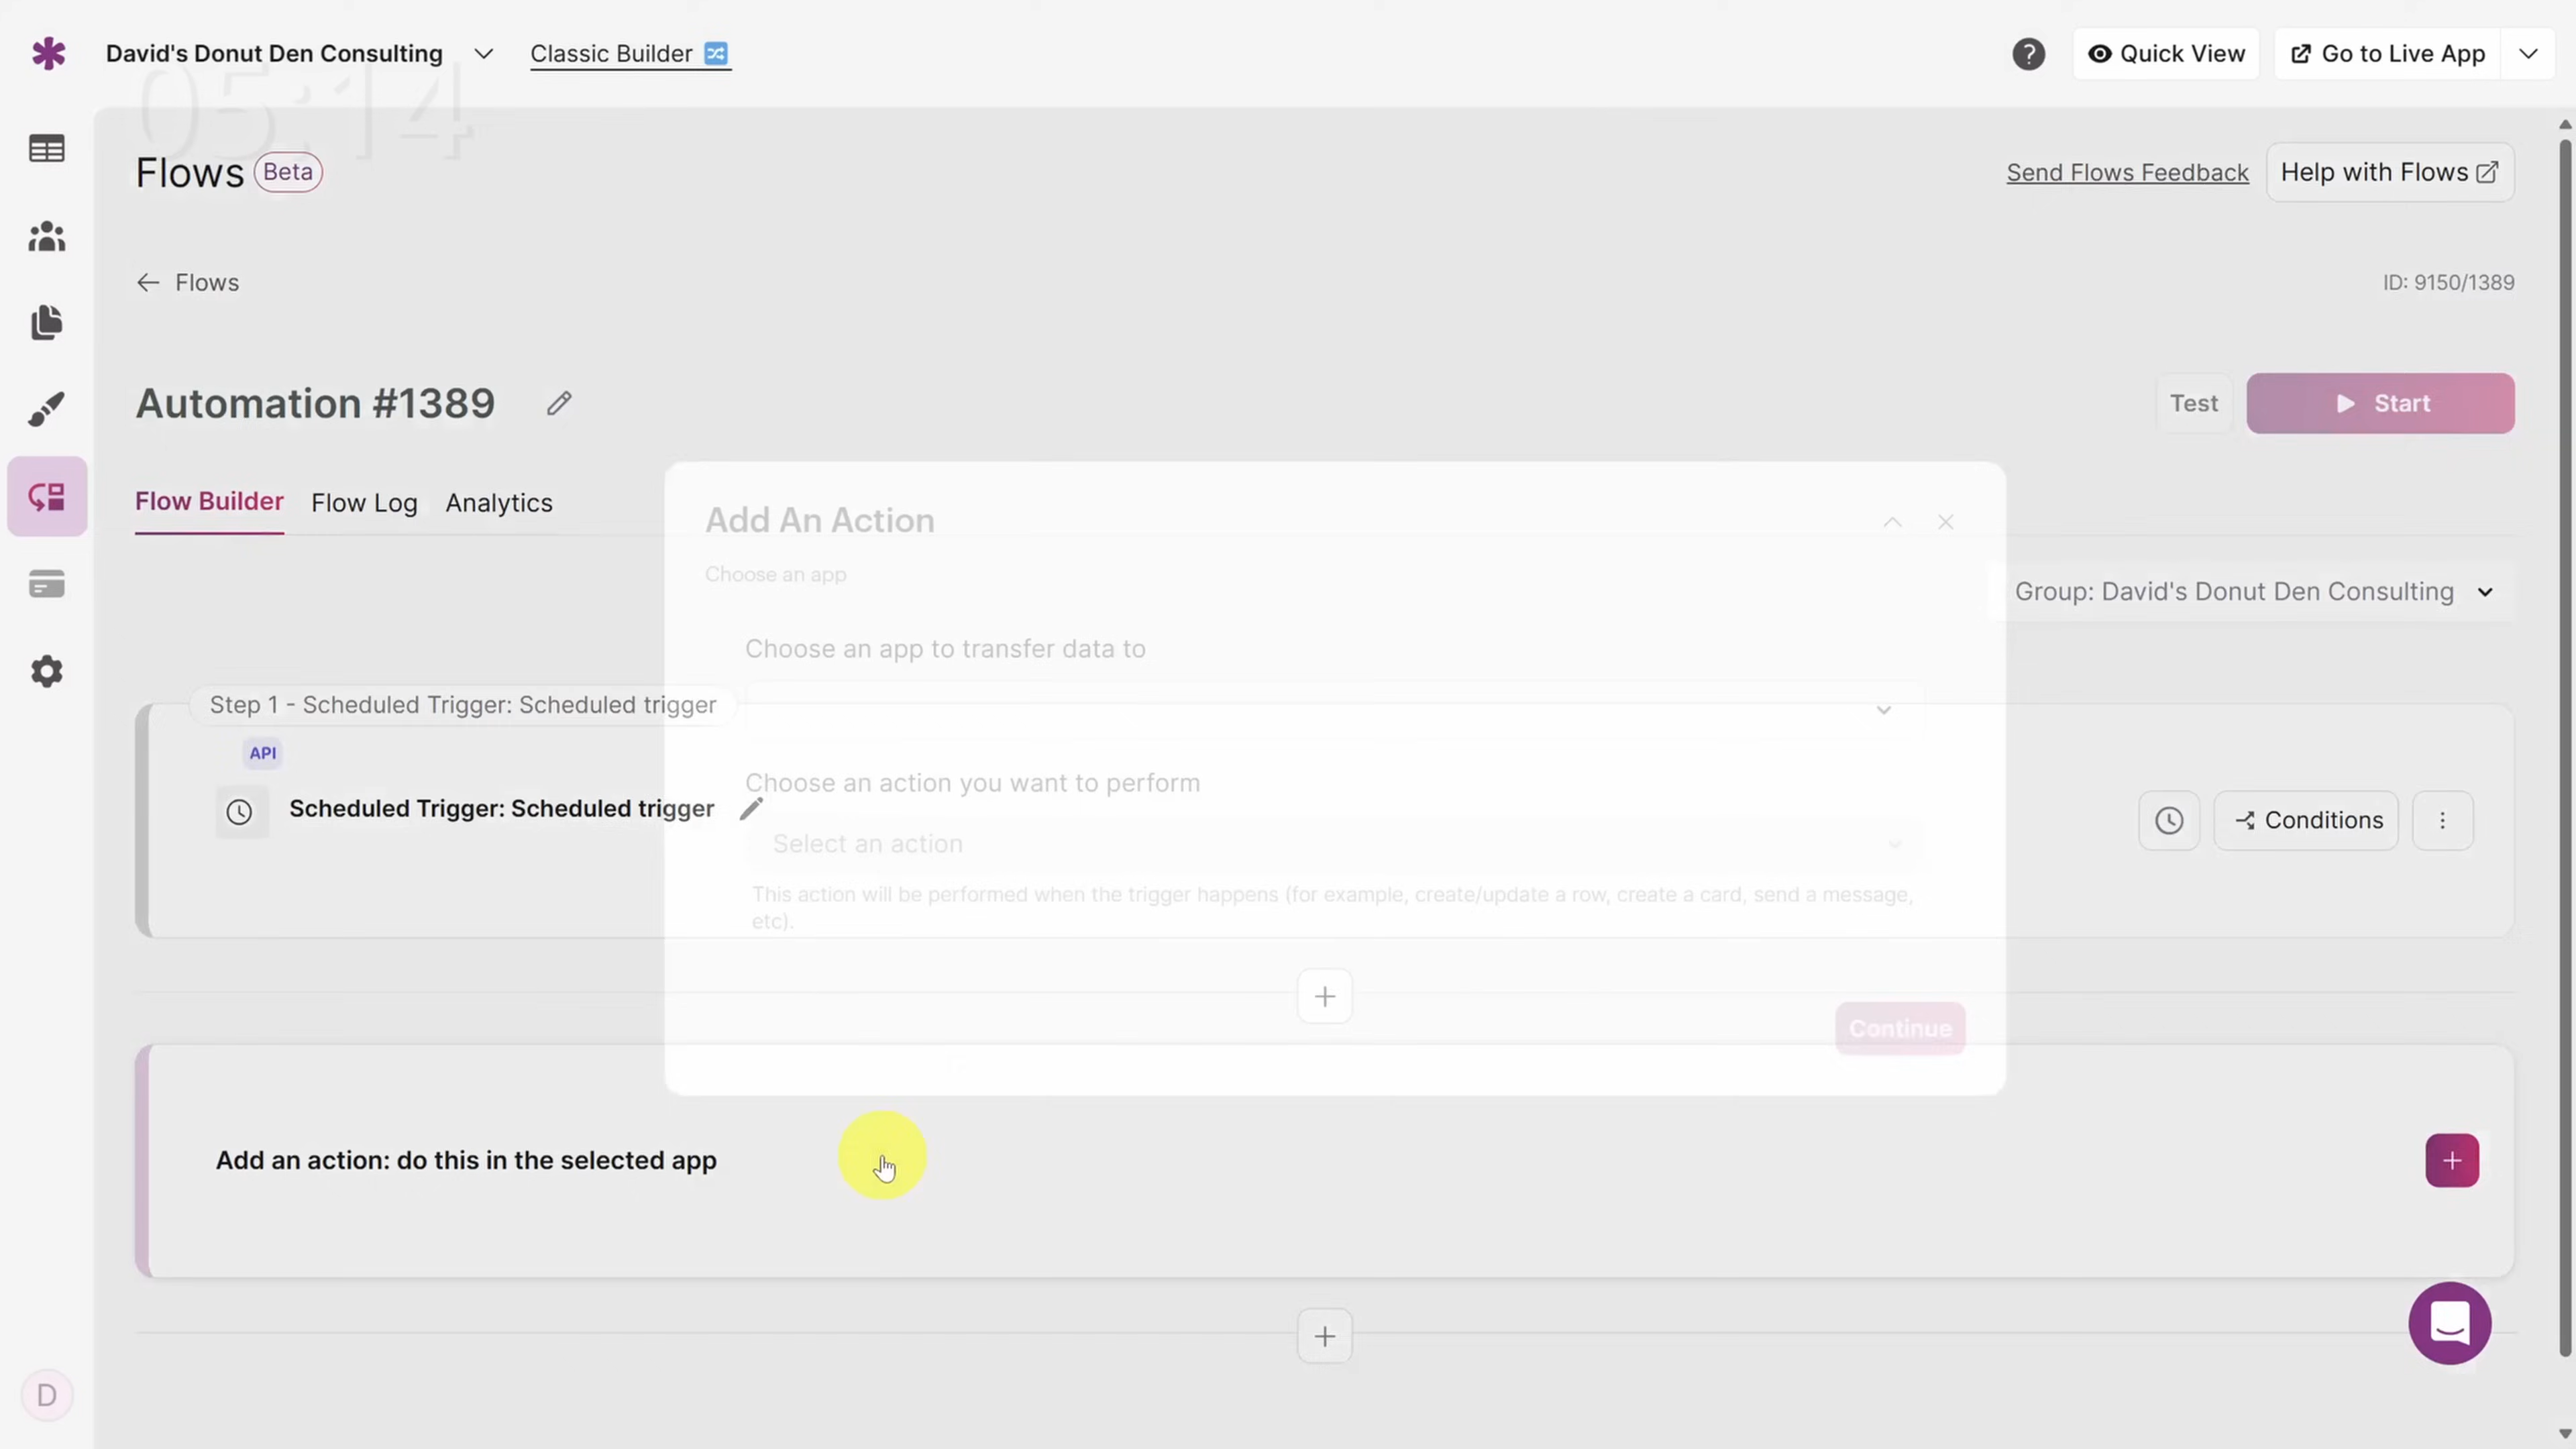 David's Donut Den Consulting
Classic Builder
Quick View
Go to Live App
05:14
Flows Beta
Send Flows Feedback
Help with Flows
Flows
ID: 9150/1389
Automation #1389
Test
Start
Flow Builder
Flow Log
Analytics
Group: David's Donut Den Consulting
Add An Action
Choose an app
Choose an app to transfer data to
Step 1 - Scheduled Trigger: Scheduled trigger
API
Scheduled Trigger: Scheduled trigger
Choose an action you want to perform
Select an action
This action will be performed when the trigger happens (for example, create/update a row, create a card, send a message,
etc).
Conditions
Continue
Add an action: do this in the selected app
D